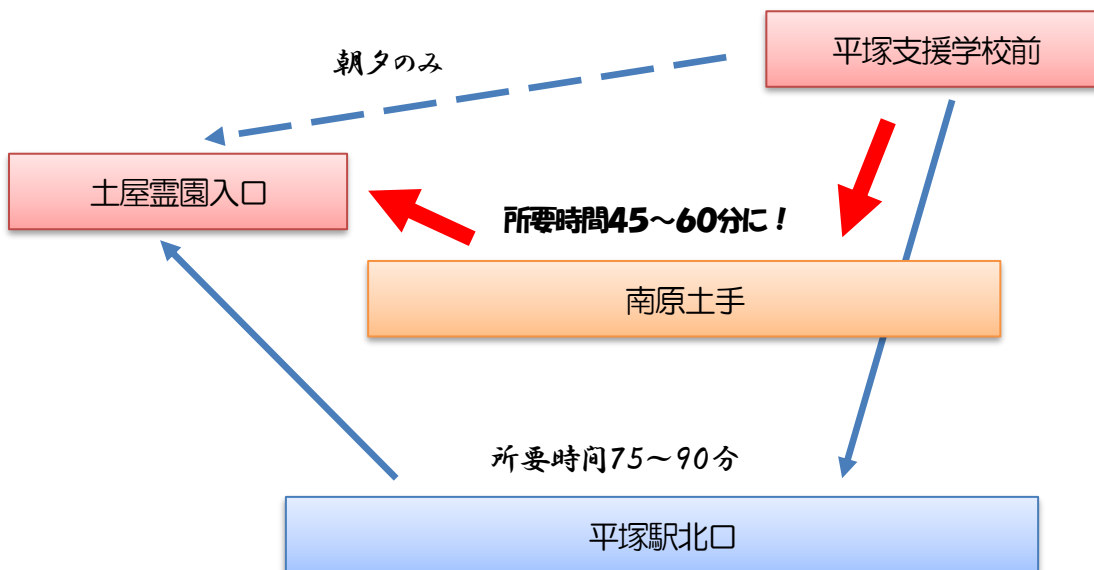 平塚支援学校前
朝夕のみ
土屋霊園入口
所要時間45～60分に！
南原土手
所要時间75～90分
平塚駅北口